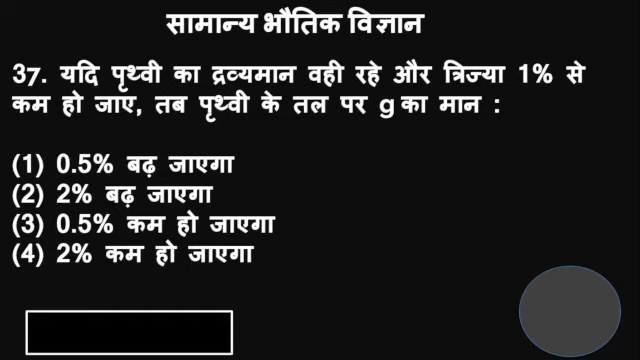 सामान्य भौतिक विज्ञान
37. यदि पृथ्वी का द्रव्यमान वही रहे और त्रिज्या 1% से
कम हो जाए, तब पृथ्वी के तल पर g का मान :
(1) 0.5% बढ़ जाएगा
(2) 2% बढ़ जाएगा
(3) 0.5% कम हो जाएगा
(4) 2% कम हो जाएगा